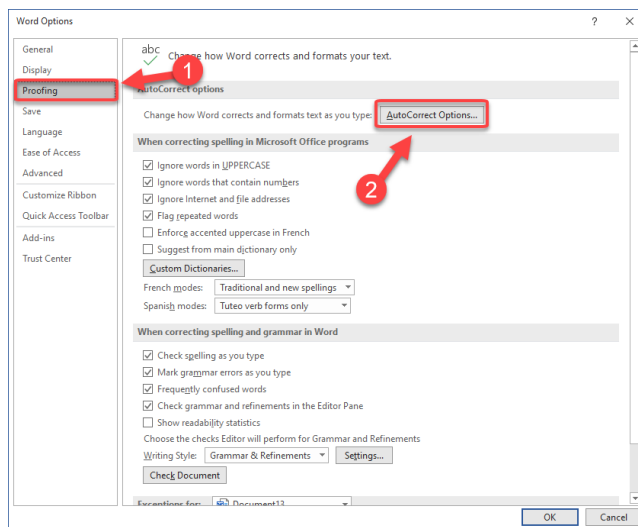 Word Options ? ×
General
Display
Proofing
Save
Language
Ease of Access
Advanced
Customize Ribbon
Quick Access Toolbar
Add-ins
Trust Center
1
abc
Change how Word corrects and formats your text.
AutoCorrect options
Change how Word corrects and formats text as you type: AutoCorrect Options...
2
When correcting spelling in Microsoft Office programs
Ignore words in UPPERCASE
Ignore words that contain numbers
Ignore Internet and file addresses
Flag repeated words
Enforce accented uppercase in French
Suggest from main dictionary only
Custom Dictionaries...
French modes: Traditional and new spellings
Spanish modes: Tuteo verb forms only
When correcting spelling and grammar in Word
Check spelling as you type
Mark grammar errors as you type
Frequently confused words
Check grammar and refinements in the Editor Pane
Show readability statistics
Choose the checks Editor will perform for Grammar and Refinements
Writing Style: Grammar & Refinements Settings...
Check Document
Exceptions for: Document13
OK Cancel